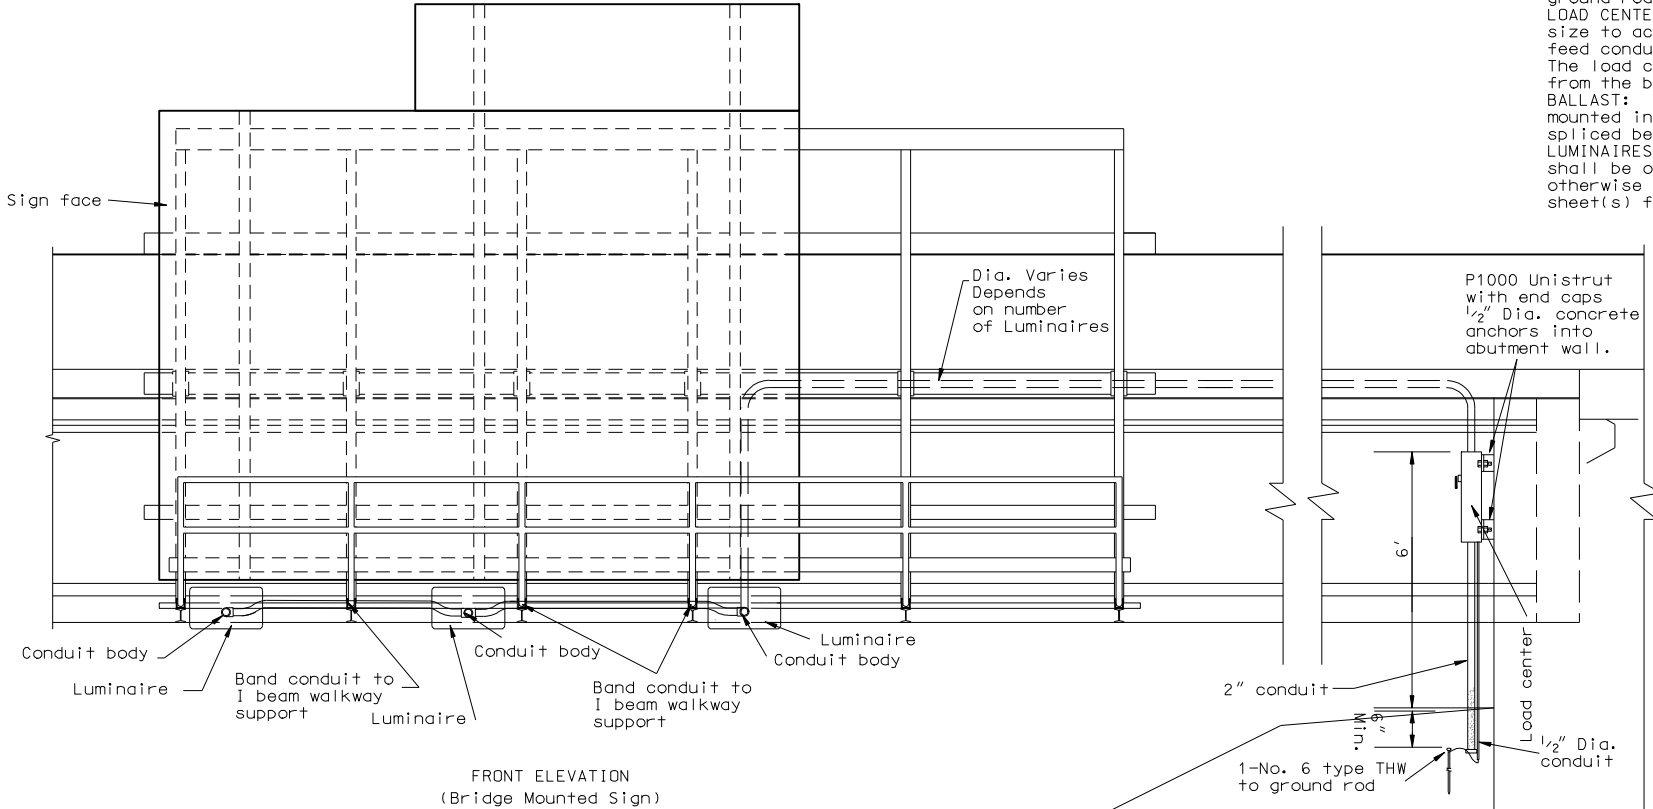 ground rod
LOAD CENTE
size to ac
feed condu
The load c
from the b
BALLAST:
mounted in
spliced be
LUMINAIRES
shall be o
otherwise
sheet(s) f
Sign face
Dia. Varies
Depends
on number
of Luminaires
P1000 Unistrut
with end caps
1/2" Dia. concrete
anchors into
abutment wall.
6'
Conduit body
Luminaire
Band conduit to
I beam walkway
support
Luminaire
Conduit body
Band conduit to
I beam walkway
support
Luminaire
Conduit body
2" conduit
6"
Min.
Load center
1/2" Dia.
conduit
1-No. 6 type THW
to ground rod
FRONT ELEVATION
(Bridge Mounted Sign)